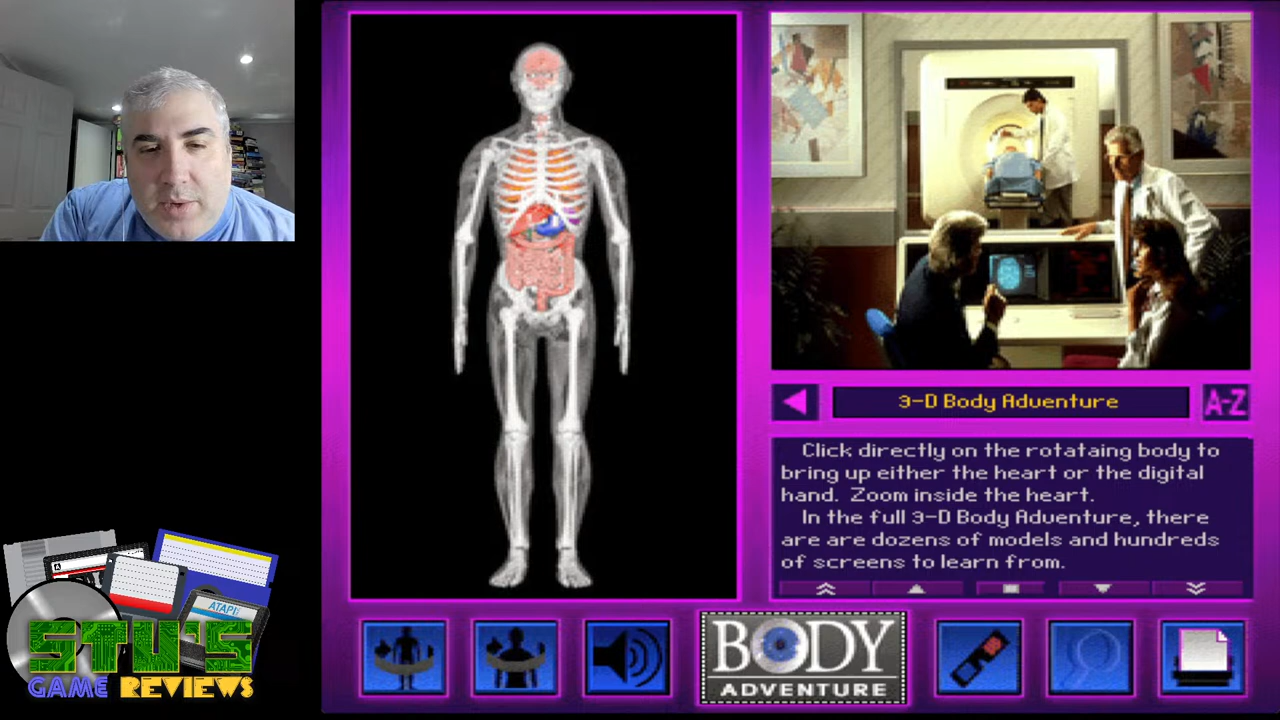 3-D Body Adventure
A-Z
Click directly on the rotataing body to
bring up either the heart or the digital
hand. Zoom inside the heart.
In the full 3-D Body Adventure, there
are are dozens of models and hundreds
of screens to learn from.
BODY
ADVENTURE
ATARI
STU'S
GAME REVIEWS